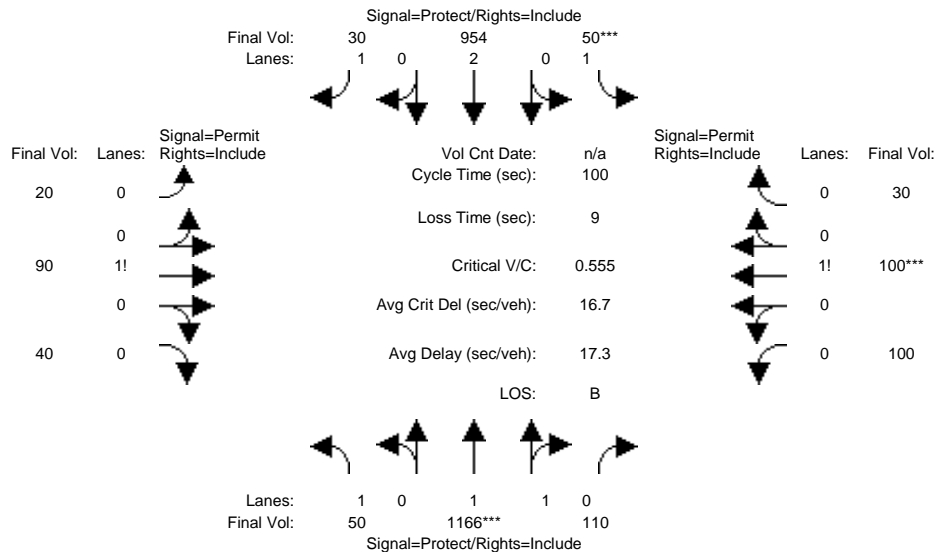 Signal=Protect/Rights=Include
Final Vol: 30 954 50***
Lanes: 1 0 2 0 1
Signal=Permit
Final Vol: Lanes: Rights=Include
Vol Cnt Date: n/a
Signal=Permit
Rights=Include Lanes: Final Vol:
Cycle Time (sec): 100
20 0
0 30
Loss Time (sec): 9
0
0
90 1!
Critical V/C: 0.555
1! 100***
0
Avg Crit Del (sec/veh): 16.7
0
40 0
Avg Delay (sec/veh): 17.3
0 100
LOS: B
Lanes: 1 0 1 1 0
Final Vol: 50 1166*** 110
Signal=Protect/Rights=Include